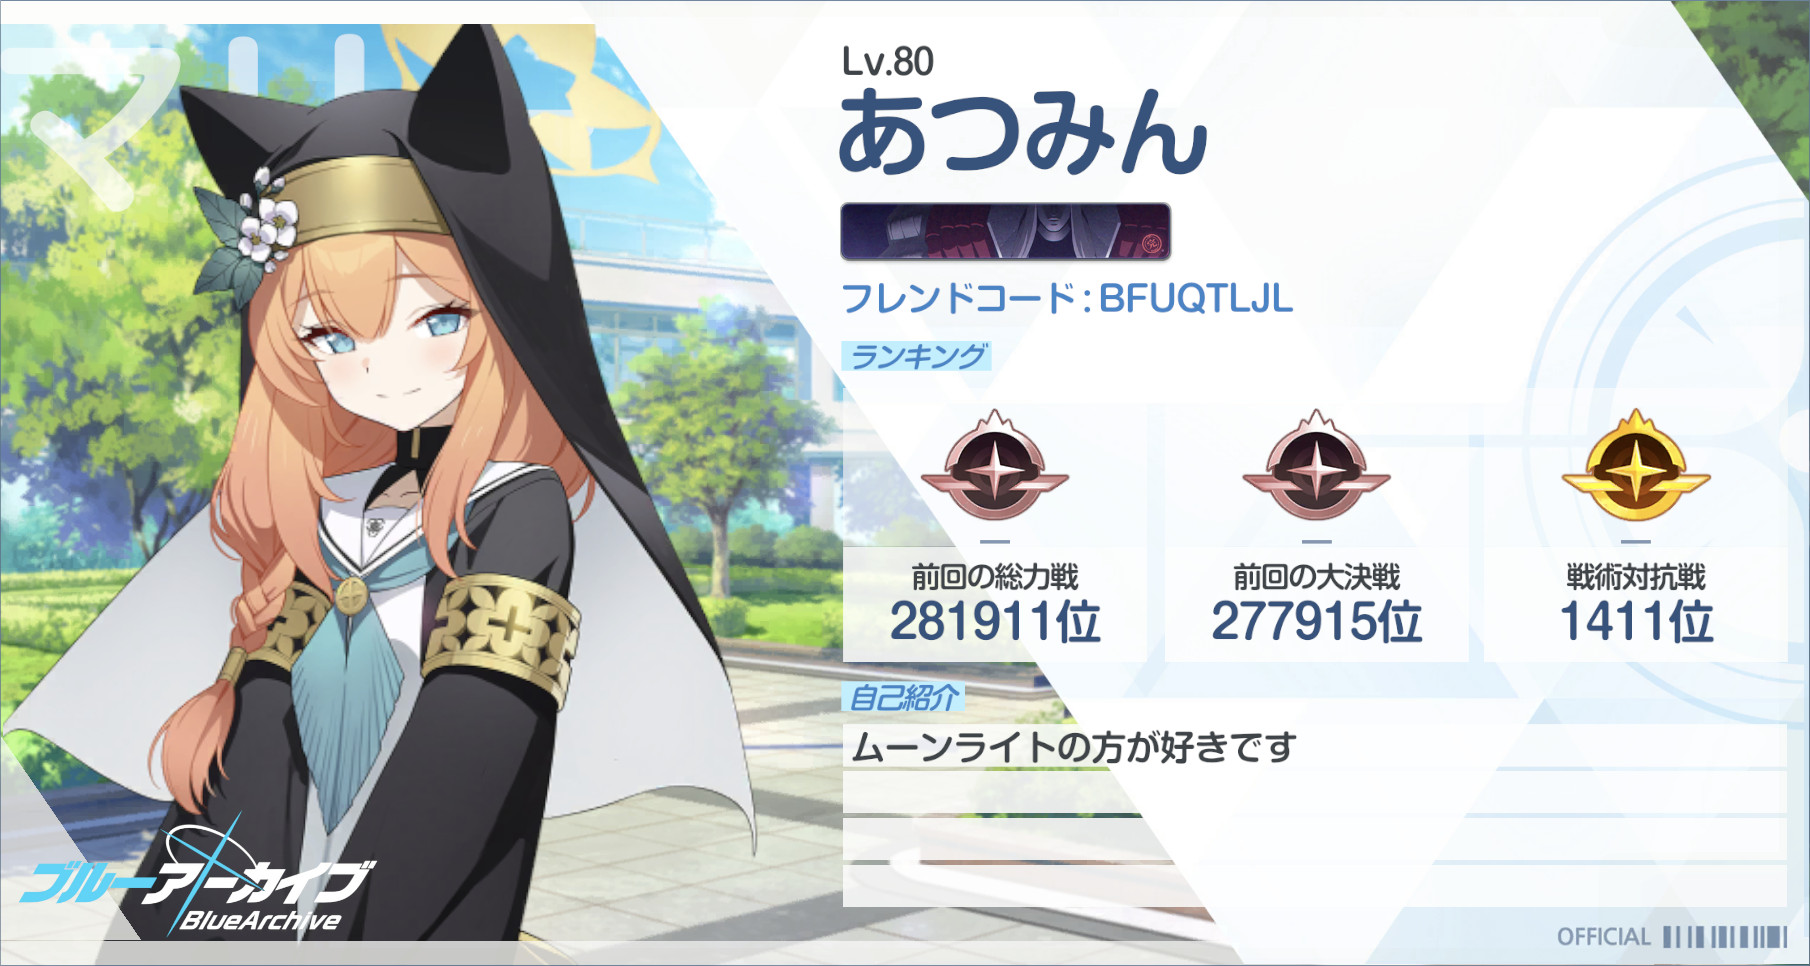 マリー
Lv.80
あつみん
フレンドコード : BFUQTLJL
ランキング
前回の総力戦
281911位
前回の大決戦
277915位
戦術対抗戦
1411位
自己紹介
ムーンライトの方が好きです
ブルーアーカイブ
BlueArchive
OFFICIAL